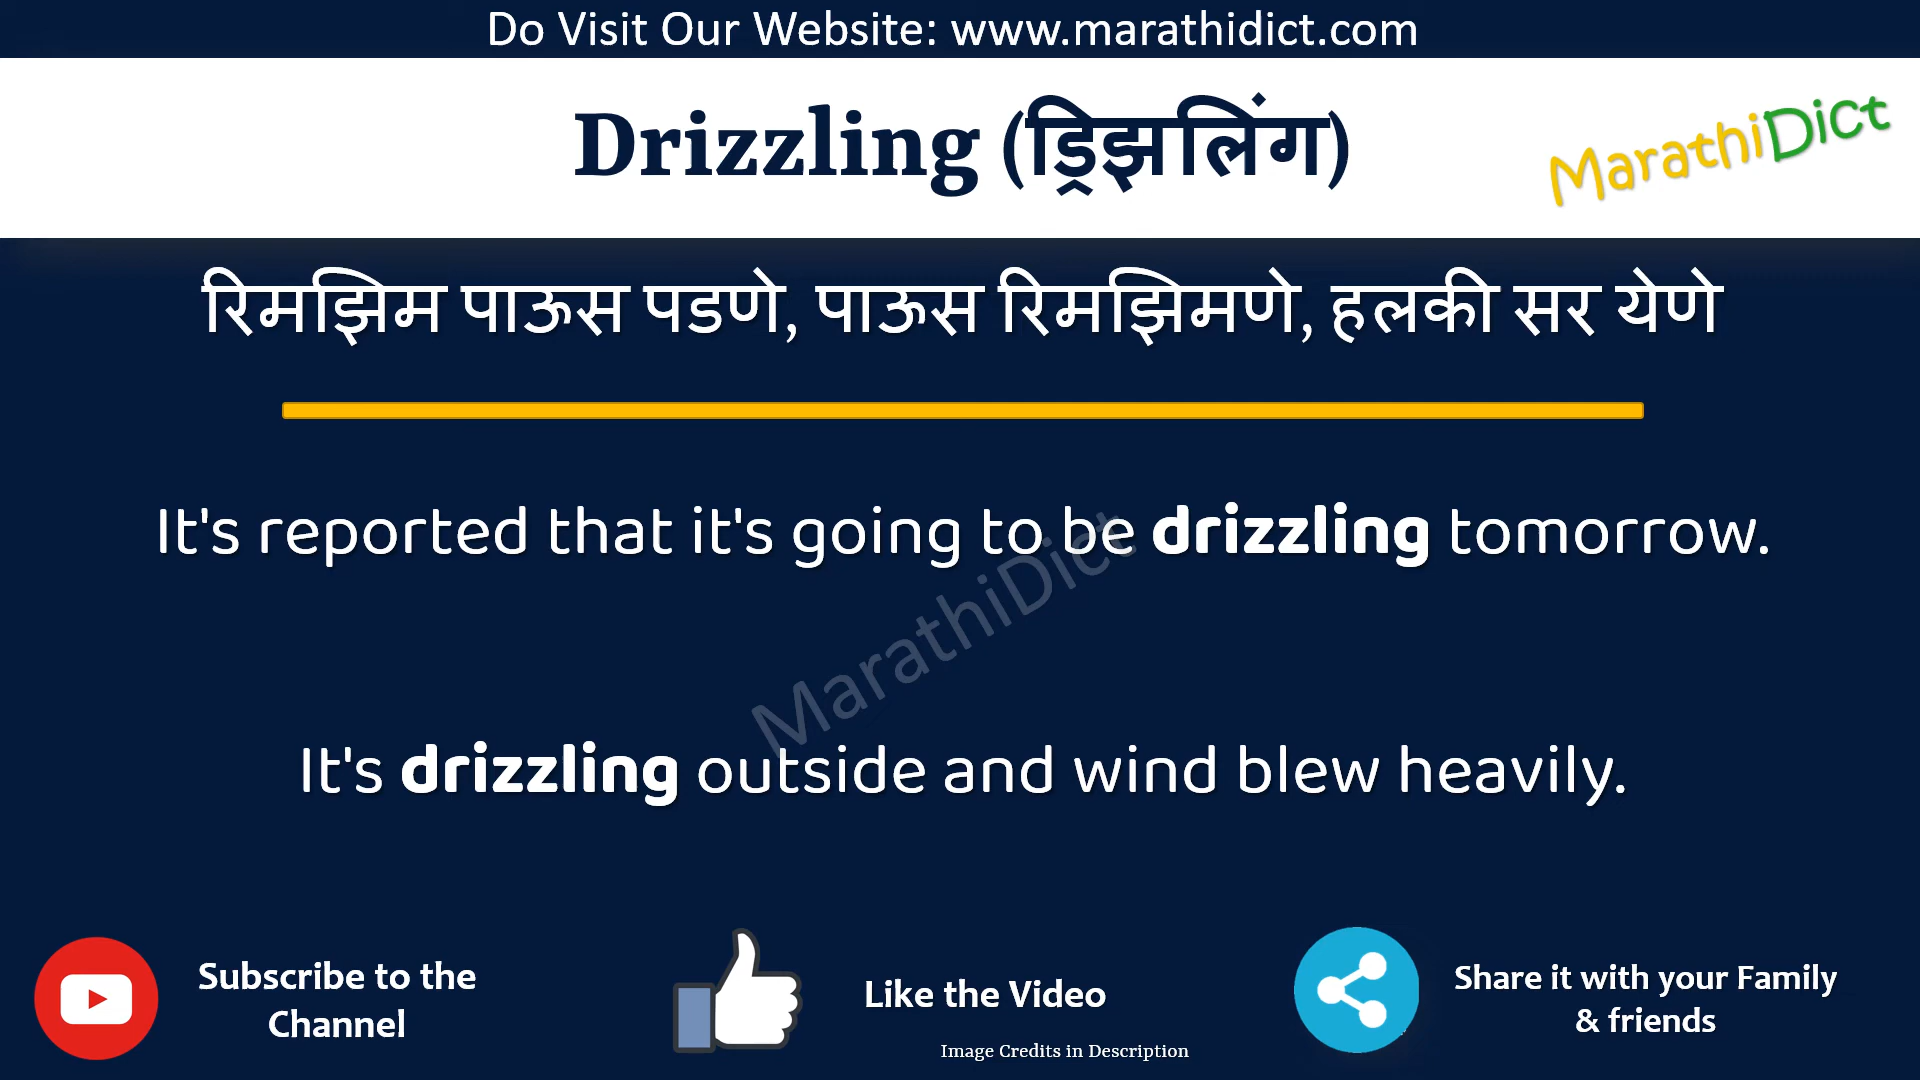 Do Visit Our Website: www.marathidict.com
Drizzling (ड्रिझलिंग)
MarathiDict
रिमझिम पाऊस पडणे, पाऊस रिमझिमणे, हलकी सर येणे
It's reported that it's going to be drizzling tomorrow.
MarathiDict
It's drizzling outside and wind blew heavily.
Subscribe to the
Channel
Like the Video
Share it with your Family
& friends
Image Credits in Description